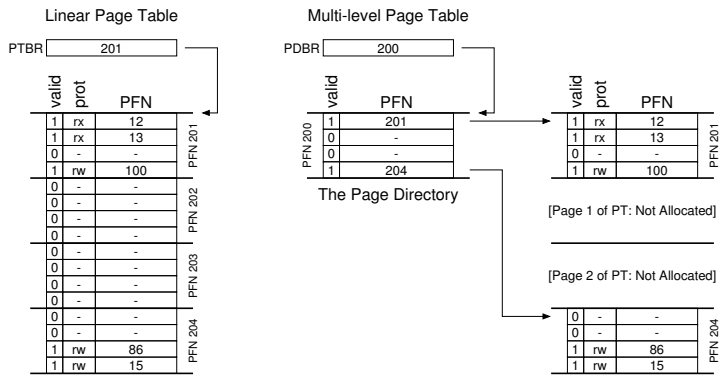 Linear Page Table
PTBR 201
valid prot PFN
1 rx 12
1 rx 13
0 - -
1 rw 100
PFN 201
0 - -
0 - -
0 - -
0 - -
PFN 202
0 - -
0 - -
0 - -
0 - -
PFN 203
0 - -
0 - -
1 rw 86
1 rw 15
PFN 204
Multi-level Page Table
PDBR 200
valid PFN
PFN 200
1 201
0 -
0 -
1 204
The Page Directory
valid prot PFN
1 rx 12
1 rx 13
0 - -
1 rw 100
PFN 201
[Page 1 of PT: Not Allocated]
[Page 2 of PT: Not Allocated]
0 - -
0 - -
1 rw 86
1 rw 15
PFN 204